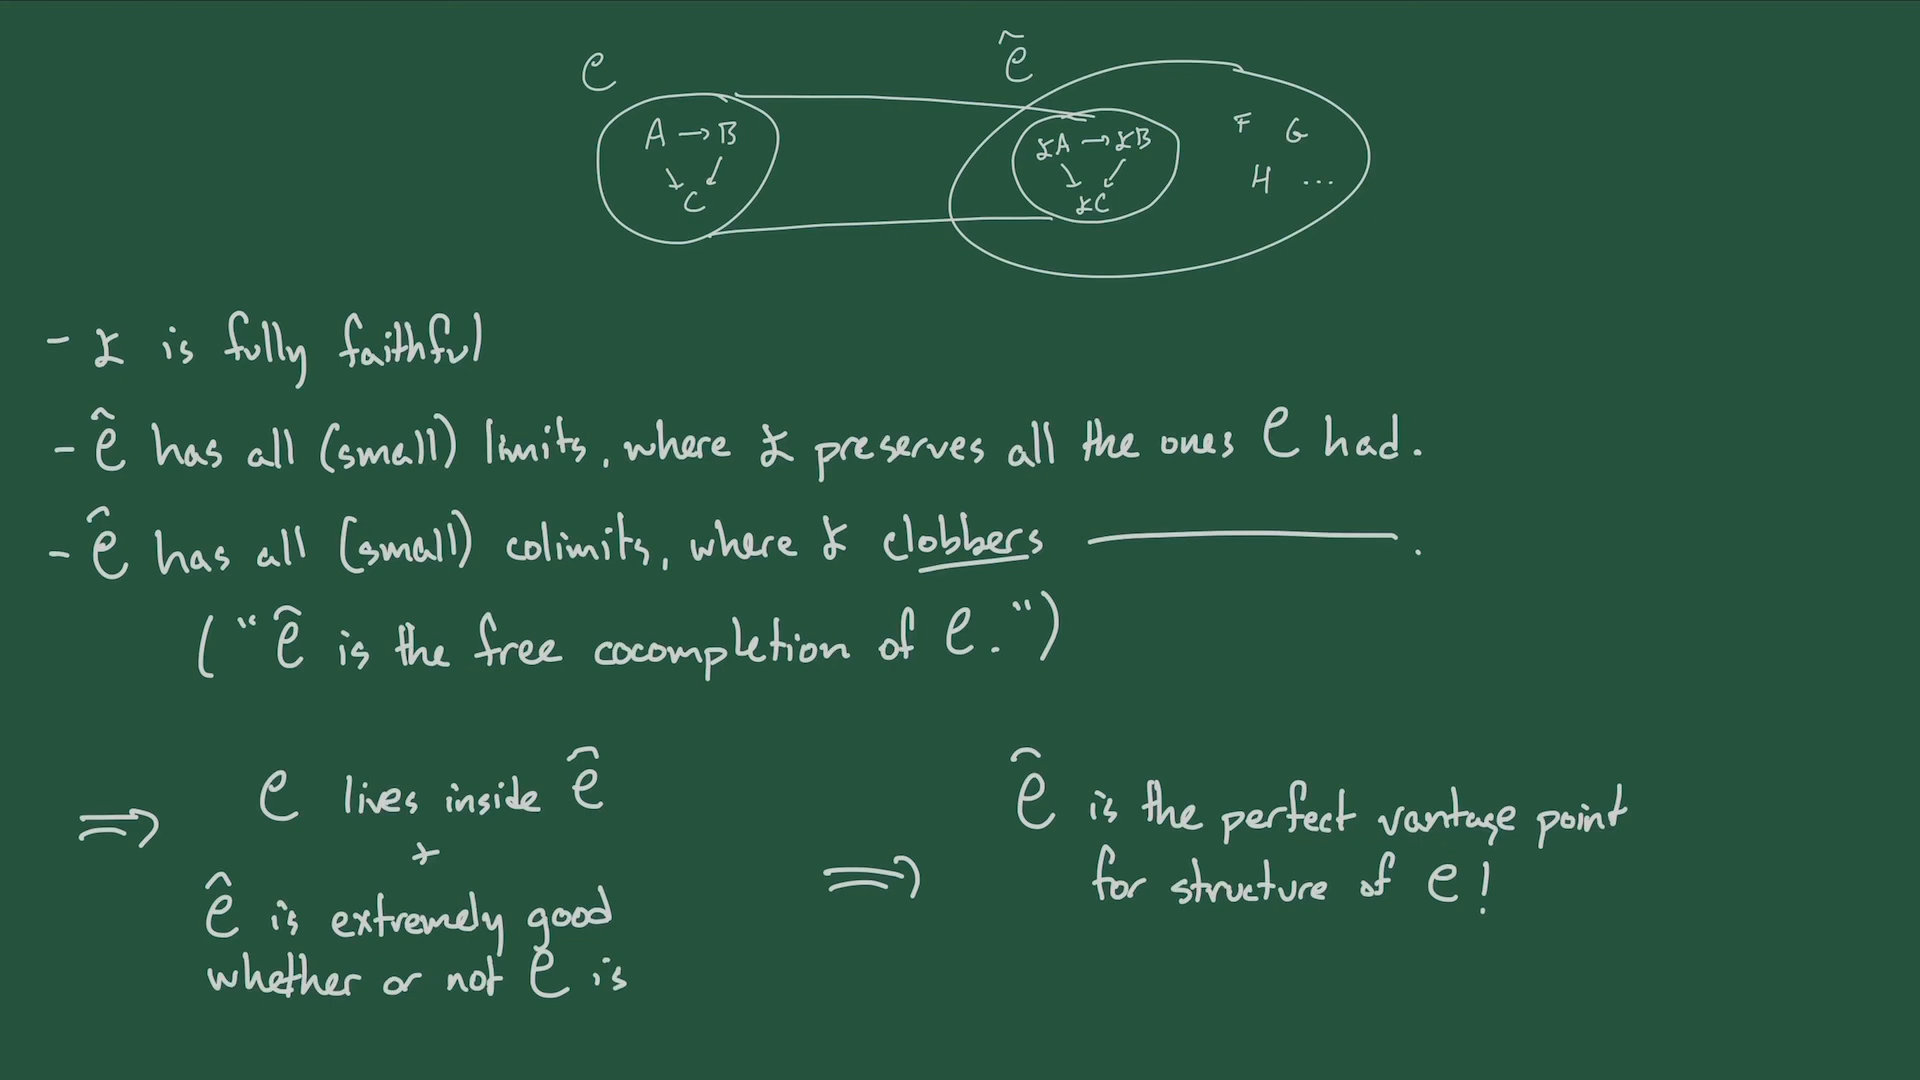 𝒞 𝒞̂
A → B よA → よB F G
C よC H ...
- よ is fully faithful
- 𝒞̂ has all (small) limits, where よ preserves all the ones 𝒞 had.
- 𝒞̂ has all (small) colimits, where よ clobbers ———.
("𝒞̂ is the free cocompletion of 𝒞.")
⇒ 𝒞 lives inside 𝒞̂
+
𝒞̂ is extremely good
whether or not 𝒞 is
⇒ 𝒞̂ is the perfect vantage point
for structure of 𝒞!